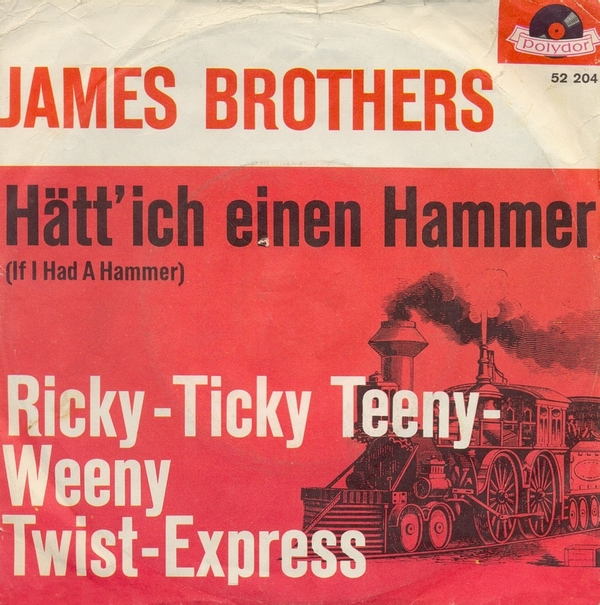 polydor
52 204
JAMES BROTHERS
Hätt' ich einen Hammer
(If I Had A Hammer)
Ricky-Ticky Teeny-
Weeny
Twist-Express